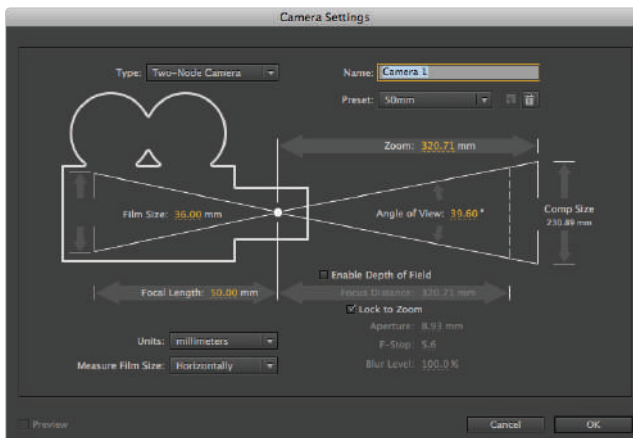 Camera Settings
Type: Two-Node Camera
Name: Camera 1
Preset: 50mm
Zoom: 320.71 mm
Film Size: 36.00 mm
Angle of View: 39.60 °
Comp Size
230.89 mm
Enable Depth of Field
Focal Length: 50.00 mm
Focus Distance: 320.71 mm
Lock to Zoom
Aperture: 8.93 mm
Units: millimeters
F-Stop: 5.6
Measure Film Size: Horizontally
Blur Level: 100.0 %
Preview
Cancel
OK